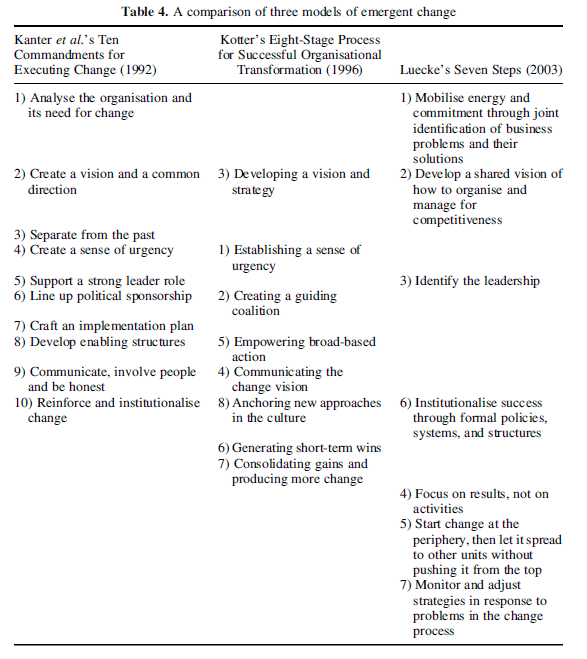 Table 4. A comparison of three models of emergent change
Kanter et al.'s Ten
Commandments for
Executing Change (1992)
Kotter's Eight-Stage Process
for Successful Organisational
Transformation (1996)
Luecke's Seven Steps (2003)
1) Analyse the organisation and
its need for change
1) Mobilise energy and
commitment through joint
identification of business
problems and their
solutions
2) Create a vision and a common
direction
3) Developing a vision and
strategy
2) Develop a shared vision of
how to organise and
manage for
competitiveness
3) Separate from the past
4) Create a sense of urgency
1) Establishing a sense of
urgency
5) Support a strong leader role
3) Identify the leadership
6) Line up political sponsorship
2) Creating a guiding
coalition
7) Craft an implementation plan
8) Develop enabling structures
5) Empowering broad-based
action
9) Communicate, involve people
and be honest
4) Communicating the
change vision
10) Reinforce and institutionalise
change
8) Anchoring new approaches
in the culture
6) Institutionalise success
through formal policies,
systems, and structures
6) Generating short-term wins
7) Consolidating gains and
producing more change
4) Focus on results, not on
activities
5) Start change at the
periphery, then let it spread
to other units without
pushing it from the top
7) Monitor and adjust
strategies in response to
problems in the change
process